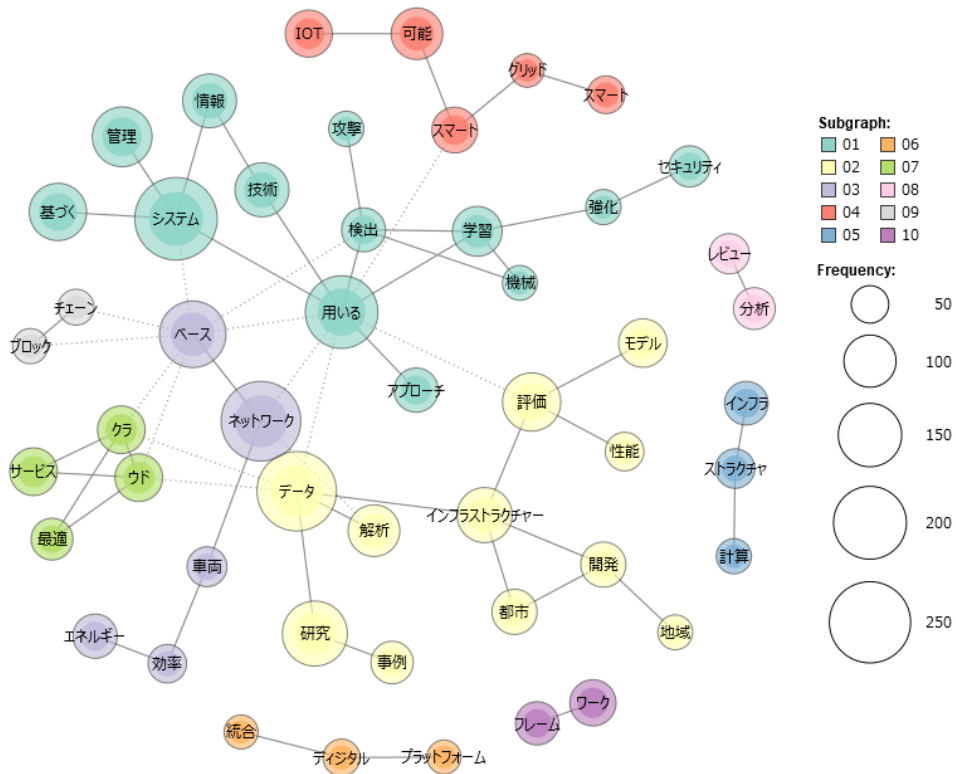 IOT
可能
グリッド
スマート
スマート
情報
管理
攻撃
セキュリティ
技術
基づく
システム
強化
検出
学習
機械
レビュー
分析
チェーン
用いる
ブロック
ベース
モデル
アプローチ
インフラ
評価
クラ
ネットワーク
性能
サービス
ウド
ストラクチャ
データ
インフラストラクチャー
解析
最適
計算
車両
開発
都市
エネルギー
研究
地域
効率
事例
ワーク
フレーム
統合
ディジタル
プラットフォーム
Subgraph:
01 06
02 07
03 08
04 09
05 10
Frequency:
50
100
150
200
250